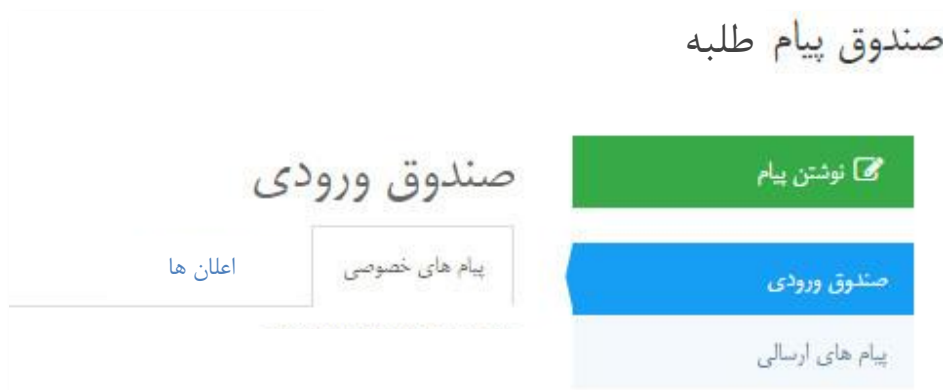 صندوق پیام طلبه
نوشتن پیام
صندوق ورودی
پیام های ارسالی
صندوق ورودی
پیام های خصوصی
اعلان ها